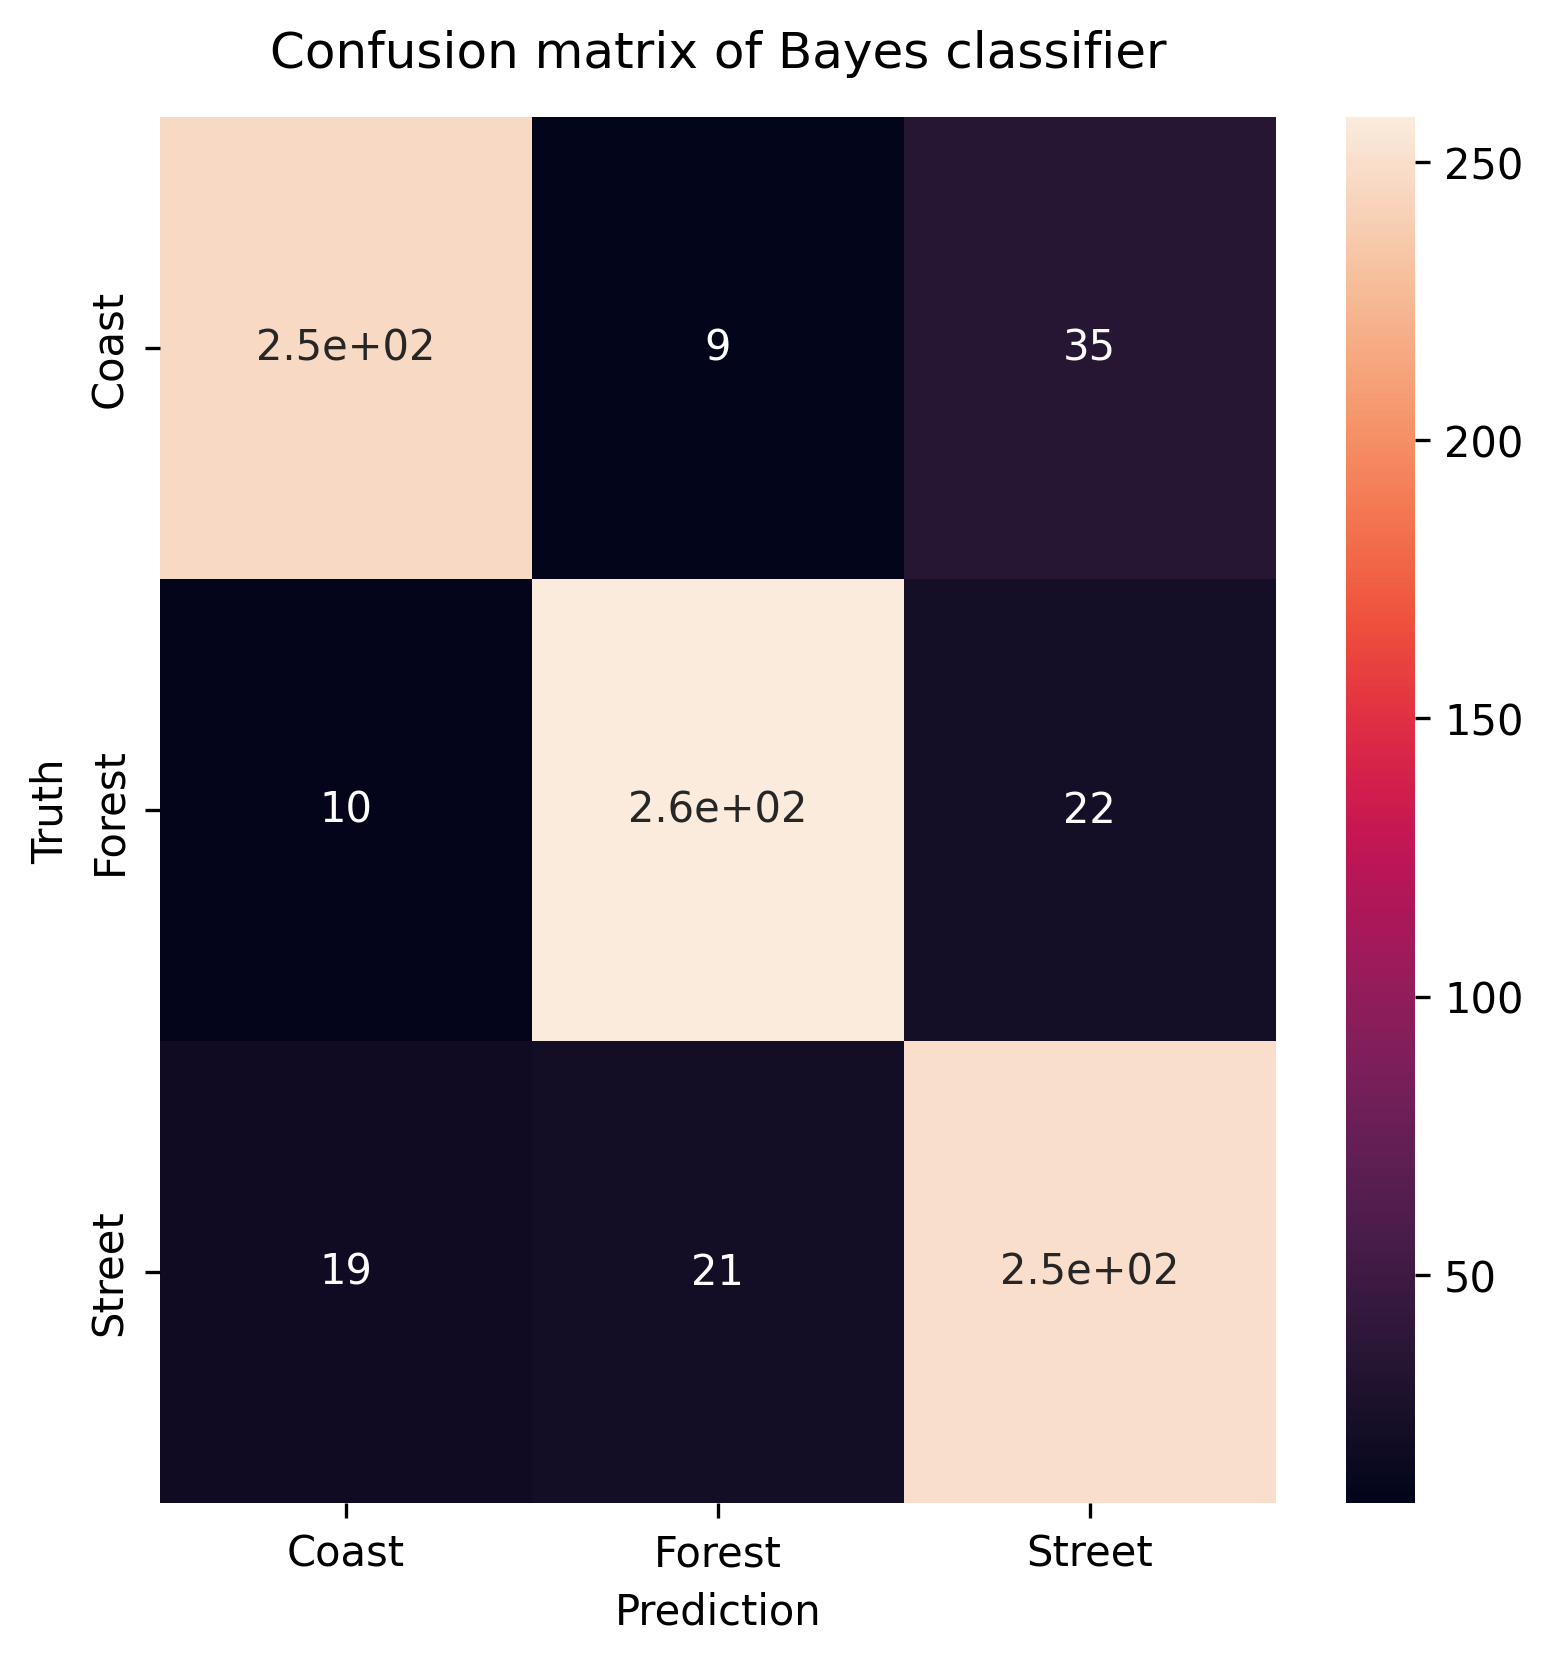 Confusion matrix of Bayes classifier
Truth
Coast
2.5e+02 9 35
Forest
10 2.6e+02 22
Street
19 21 2.5e+02
Coast Forest Street
Prediction
250
200
150
100
50